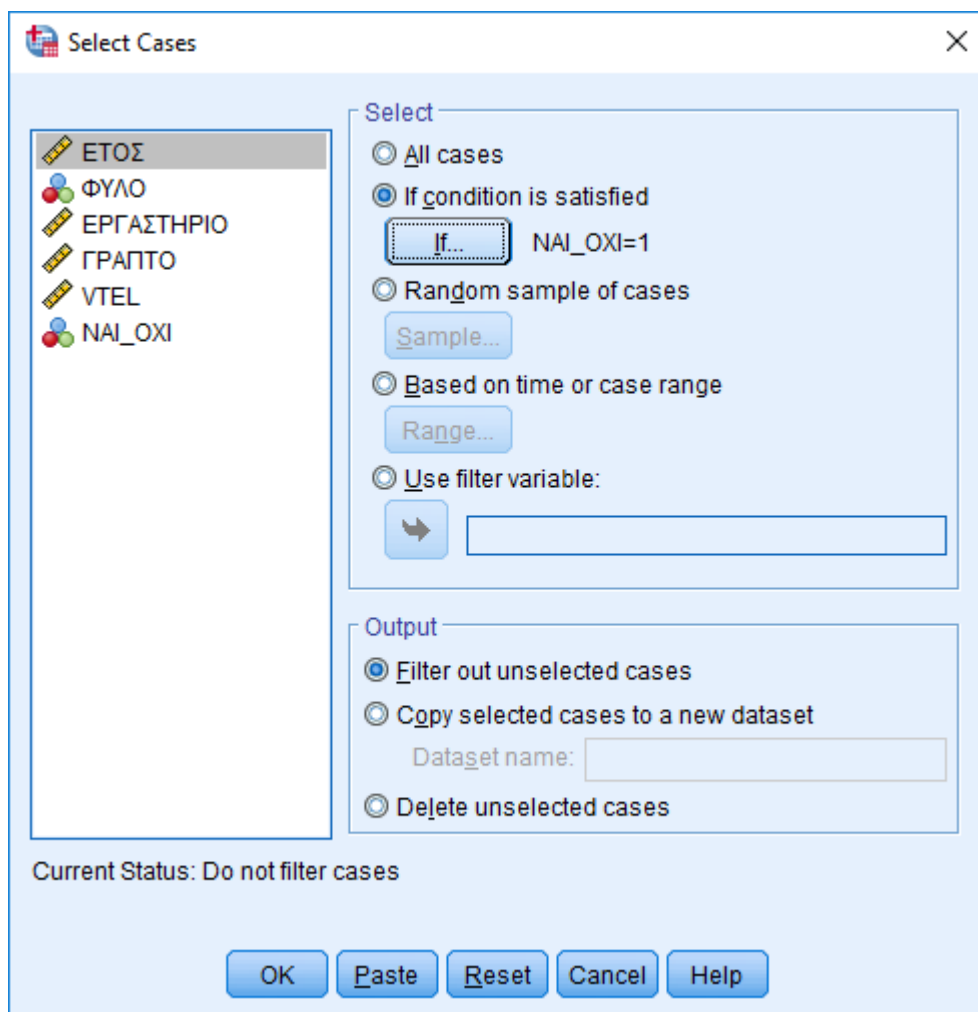 Select Cases
ΕΤΟΣ
ΦΥΛΟ
ΕΡΓΑΣΤΗΡΙΟ
ΓΡΑΠΤΟ
VTEL
ΝΑΙ_ΟΧΙ
Select
All cases
If condition is satisfied
If... ΝΑΙ_ΟΧΙ=1
Random sample of cases
Sample...
Based on time or case range
Range...
Use filter variable:
Output
Filter out unselected cases
Copy selected cases to a new dataset
Dataset name:
Delete unselected cases
Current Status: Do not filter cases
OK Paste Reset Cancel Help